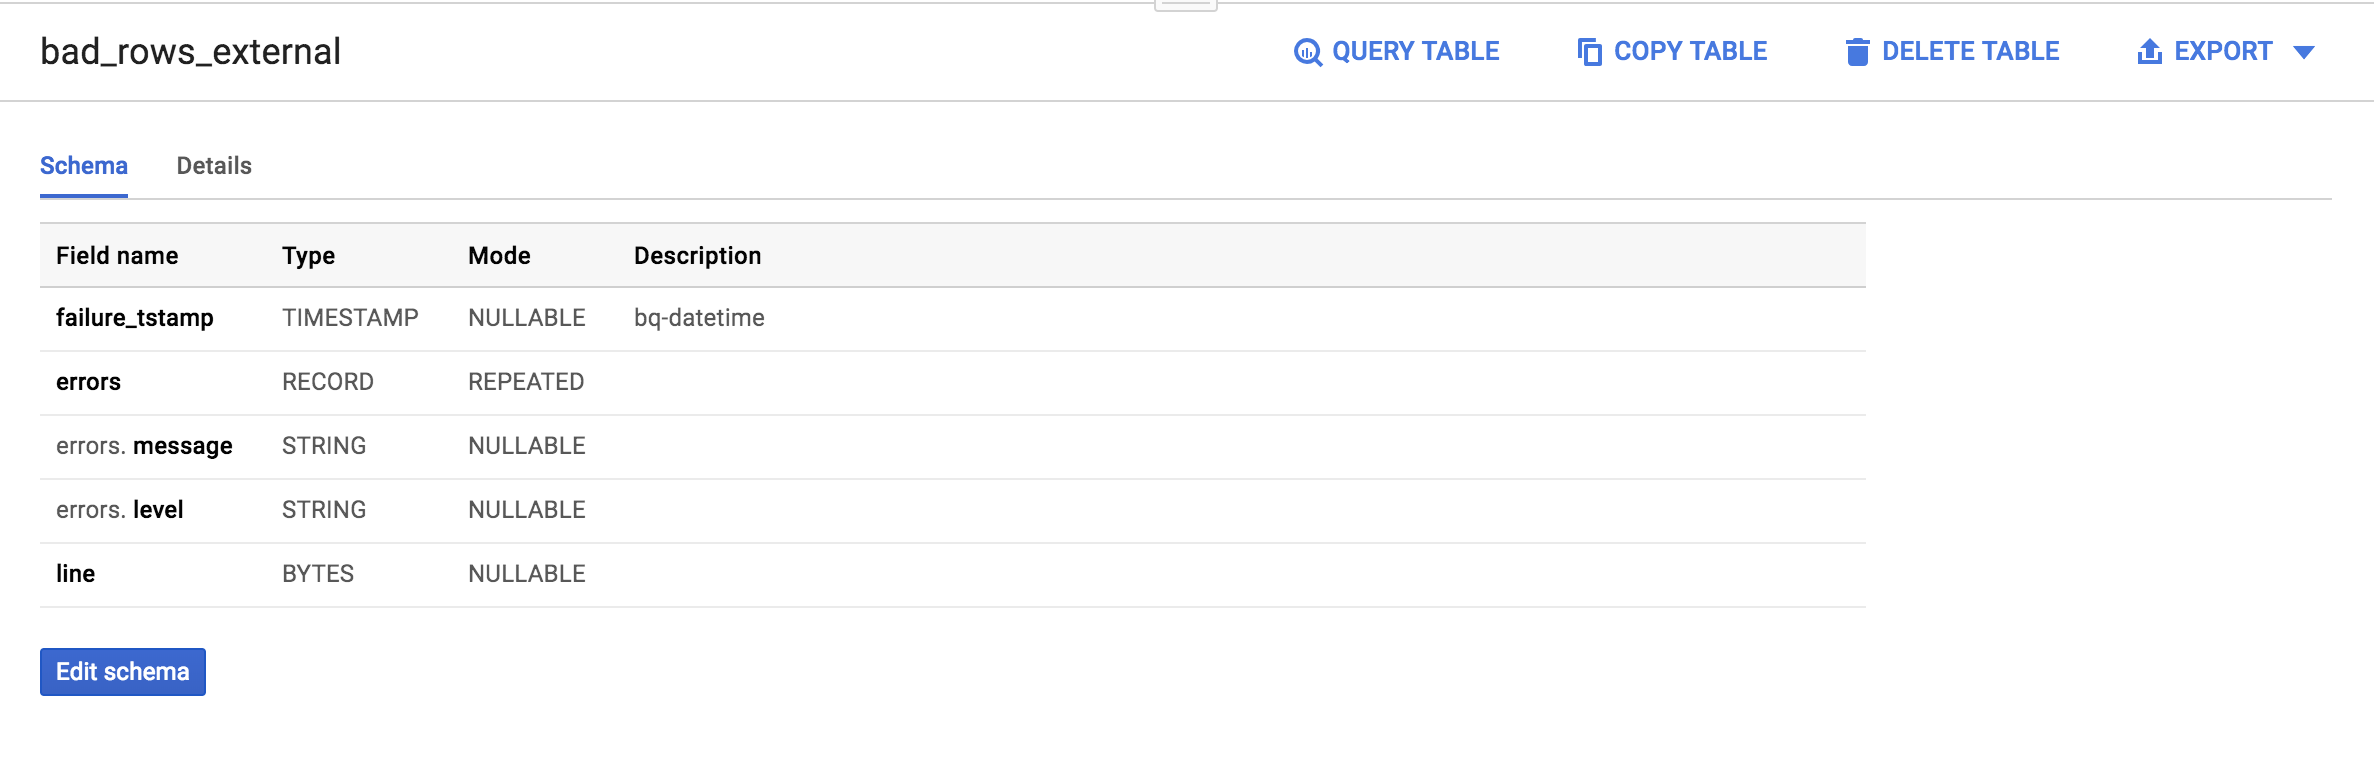 bad_rows_external QUERY TABLE COPY TABLE DELETE TABLE EXPORT
Schema Details
Field name Type Mode Description
failure_tstamp TIMESTAMP NULLABLE bq-datetime
errors RECORD REPEATED
errors. message STRING NULLABLE
errors. level STRING NULLABLE
line BYTES NULLABLE
Edit schema